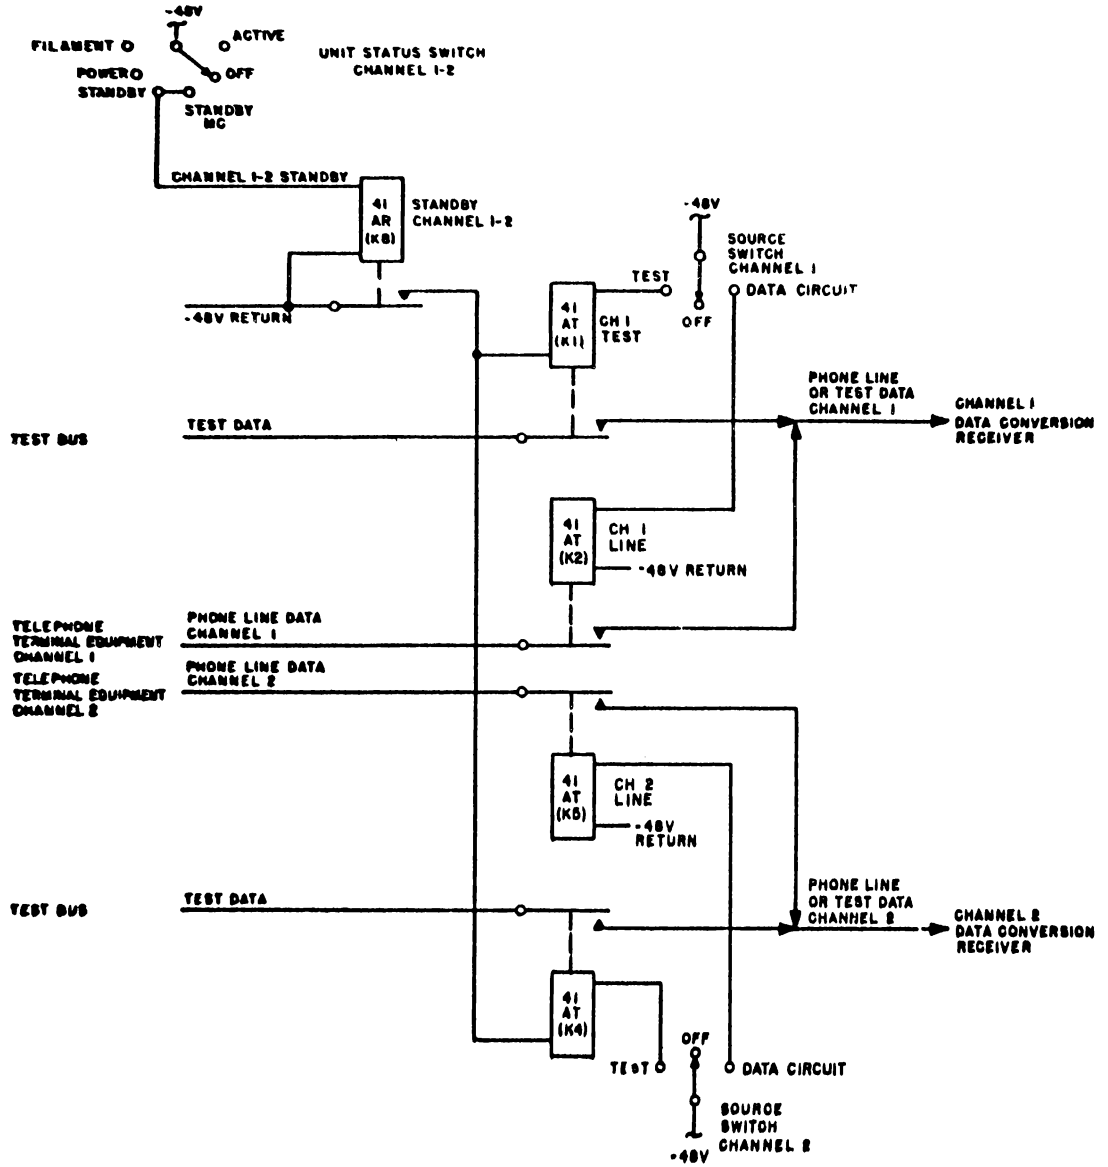 -48V
FILAMENT
ACTIVE
POWER
OFF
STANDBY
STANDBY
MC
UNIT STATUS SWITCH
CHANNEL 1-2
CHANNEL 1-2 STANDBY
41
AR
(K8)
STANDBY
CHANNEL 1-2
-48V RETURN
-48V
SOURCE
SWITCH
CHANNEL 1
TEST
DATA CIRCUIT
OFF
41
AT
(K1)
CH 1
TEST
TEST BUS
TEST DATA
PHONE LINE
OR TEST DATA
CHANNEL 1
CHANNEL 1
DATA CONVERSION
RECEIVER
41
AT
(K2)
CH 1
LINE
-48V RETURN
TELEPHONE
TERMINAL EQUIPMENT
CHANNEL 1
PHONE LINE DATA
CHANNEL 1
TELEPHONE
TERMINAL EQUIPMENT
CHANNEL 2
PHONE LINE DATA
CHANNEL 2
41
AT
(K5)
CH 2
LINE
-48V
RETURN
TEST BUS
TEST DATA
PHONE LINE
OR TEST DATA
CHANNEL 2
CHANNEL 2
DATA CONVERSION
RECEIVER
41
AT
(K4)
OFF
TEST
DATA CIRCUIT
SOURCE
SWITCH
CHANNEL 2
-48V